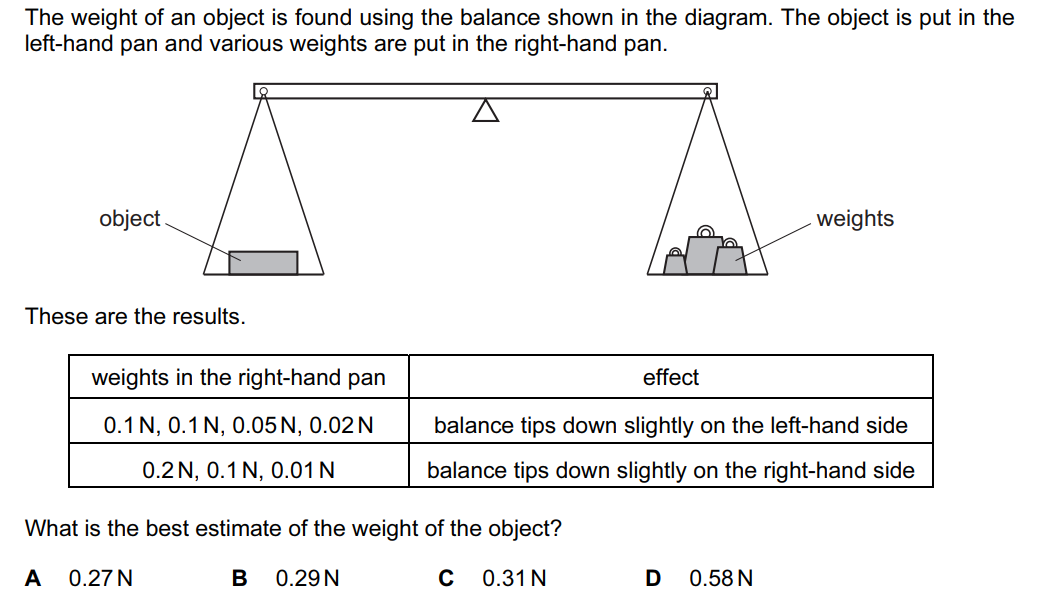 The weight of an object is found using the balance shown in the diagram. The object is put in the
left-hand pan and various weights are put in the right-hand pan.
object
weights
These are the results.
weights in the right-hand pan effect
0.1 N, 0.1 N, 0.05 N, 0.02 N balance tips down slightly on the left-hand side
0.2 N, 0.1 N, 0.01 N balance tips down slightly on the right-hand side
What is the best estimate of the weight of the object?
A 0.27 N B 0.29 N C 0.31 N D 0.58 N